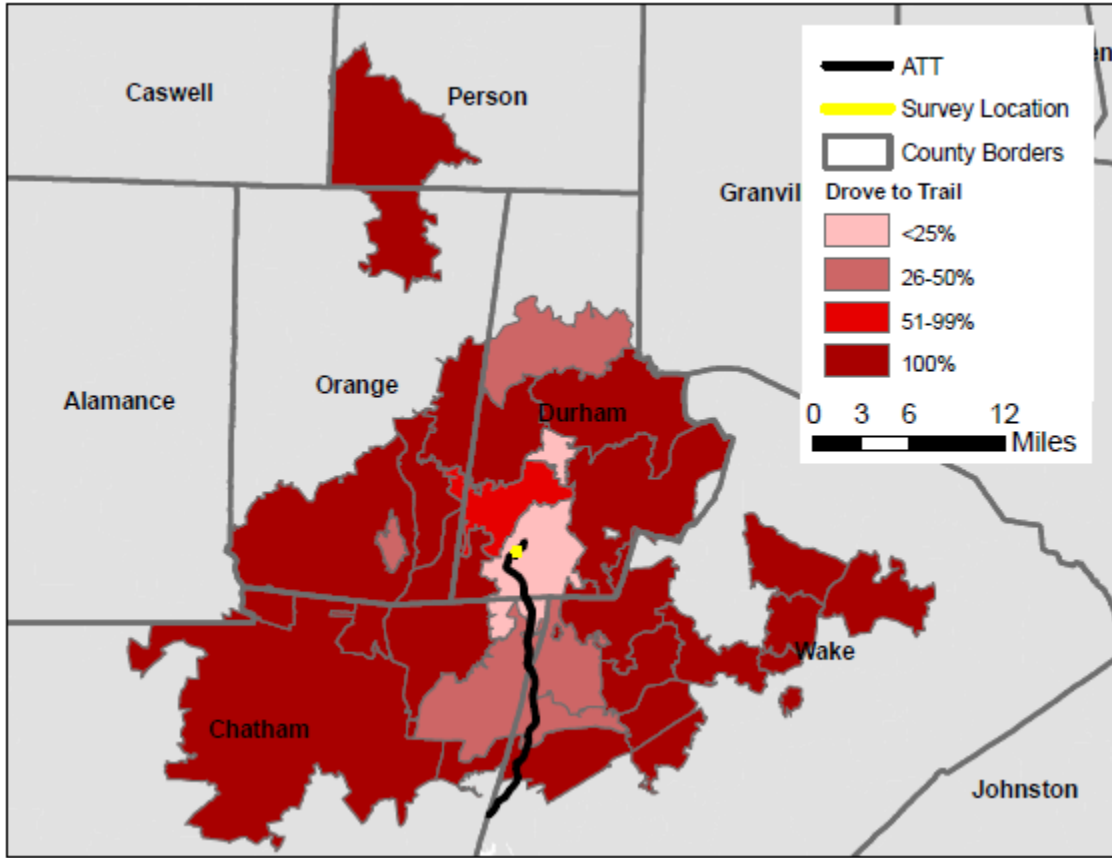 Caswell
Person
Granvil
en
ATT
Survey Location
County Borders
Drove to Trail
<25%
26-50%
51-99%
100%
0 3 6 12
Miles
Alamance
Orange
Durham
Chatham
Wake
Johnston